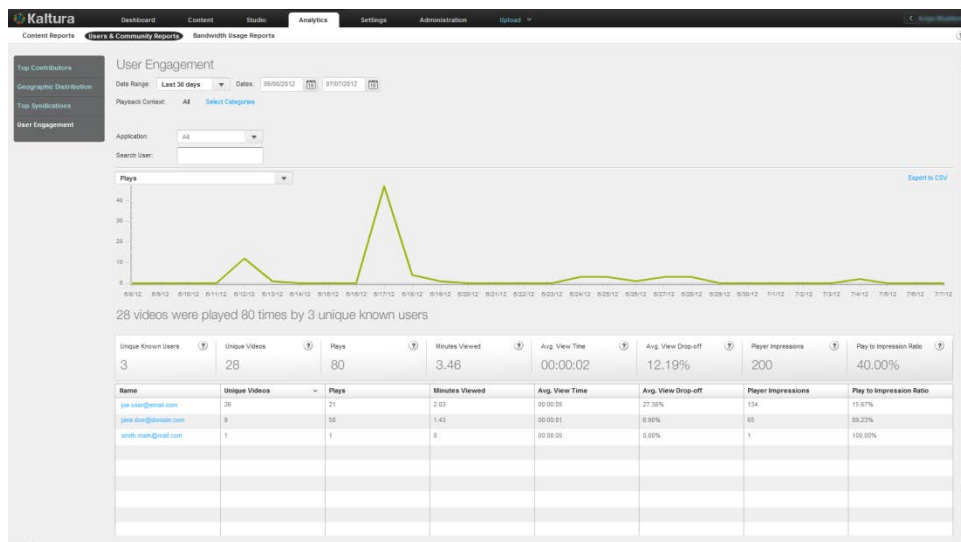 Kaltura Dashboard Content Studio Analytics Settings Administration Upload
Content Reports Users & Community Reports Bandwidth Usage Reports
Top Contributors
Geographic Distribution
Top Syndications
User Engagement
User Engagement
Date Range: Last 30 days Dates: 06/08/2012 07/07/2012
Playback Context: All Select Categories
Application: All
Search User:
Plays Export to CSV
40
30
20
10
0
6/8/12 6/9/12 6/10/12 6/11/12 6/12/12 6/13/12 6/14/12 6/15/12 6/16/12 6/17/12 6/18/12 6/19/12 6/20/12 6/21/12 6/22/12 6/23/12 6/24/12 6/25/12 6/26/12 6/27/12 6/28/12 6/29/12 6/30/12 7/1/12 7/2/12 7/3/12 7/4/12 7/5/12 7/6/12 7/7/12
28 videos were played 80 times by 3 unique known users
Unique Known Users ? Unique Videos ? Plays ? Minutes Viewed ? Avg. View Time ? Avg. View Drop-off ? Player Impressions ? Play to Impression Ratio ?
3 28 80 3.46 00:00:02 12.19% 200 40.00%
Name Unique Videos Plays Minutes Viewed Avg. View Time Avg. View Drop-off Player Impressions Play to Impression Ratio
joe.user@email.com 26 21 2.03 00:00:05 27.38% 134 15.67%
jane.doe@domain.com 9 58 1.43 00:00:01 6.90% 65 89.23%
smith.mark@mail.com 1 1 0 00:00:00 0.00% 1 100.00%